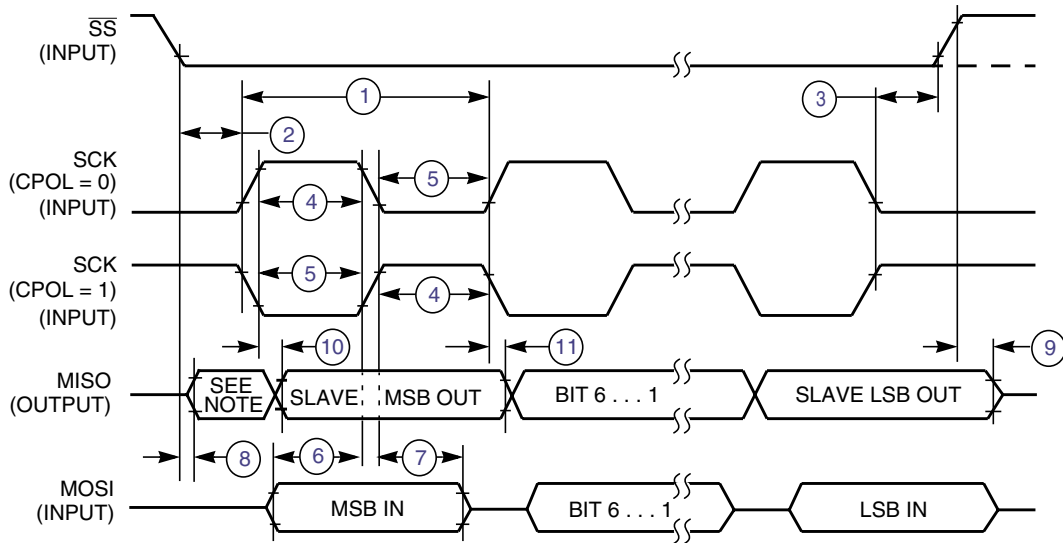 SS
(INPUT)
1
3
2
SCK
(CPOL = 0)
(INPUT)
4
5
SCK
(CPOL = 1)
(INPUT)
5
4
10
11
9
MISO
(OUTPUT)
SEE
NOTE
SLAVE
MSB OUT
BIT 6 . . . 1
SLAVE LSB OUT
8
6
7
MOSI
(INPUT)
MSB IN
BIT 6 . . . 1
LSB IN